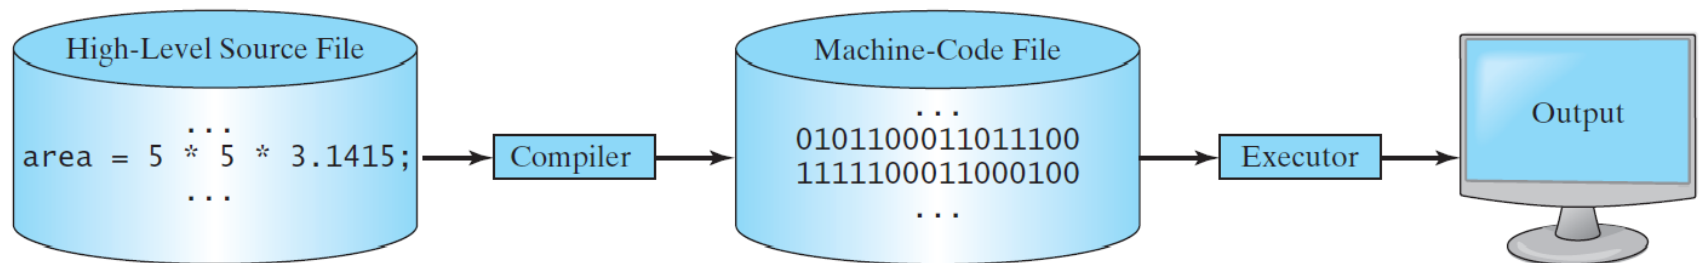 High-Level Source File
...
area = 5 * 5 * 3.1415;
...
Compiler
Machine-Code File
...
0101100011011100
1111100011000100
...
Executor
Output